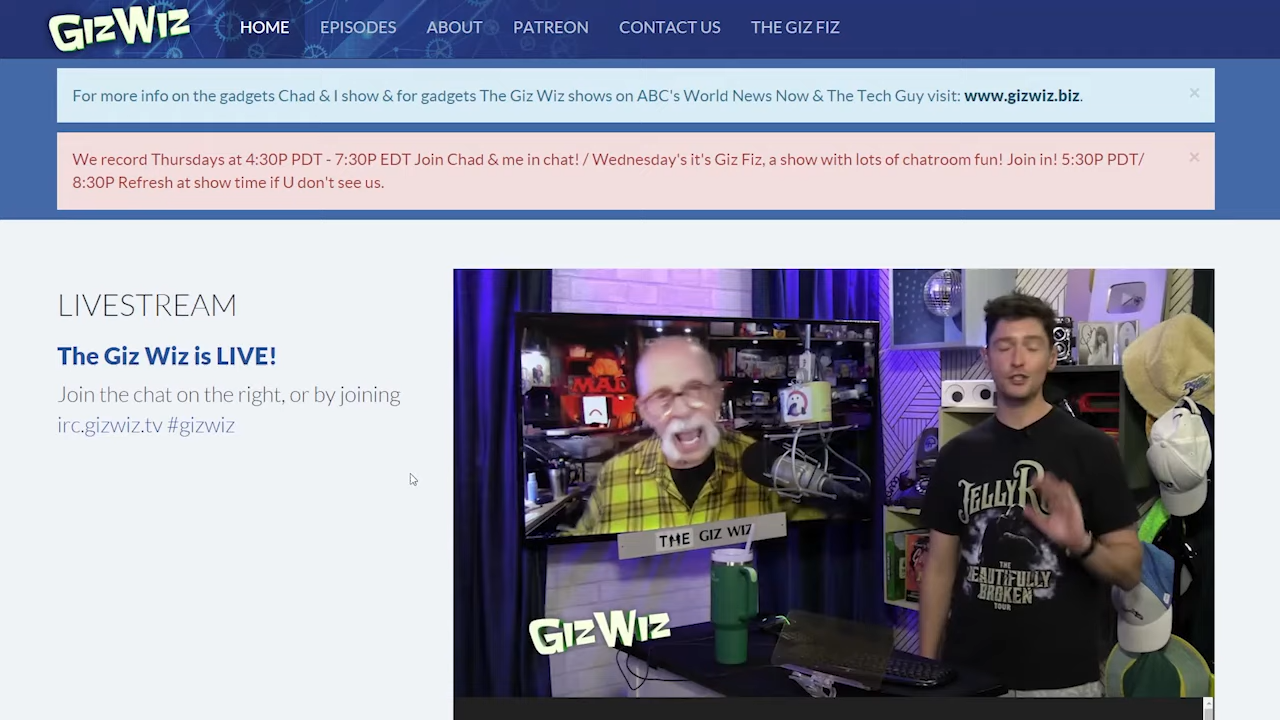 GIZWIZ
HOME EPISODES ABOUT PATREON CONTACT US THE GIZ FIZ
For more info on the gadgets Chad & I show & for gadgets The Giz Wiz shows on ABC's World News Now & The Tech Guy visit: www.gizwiz.biz. ×
We record Thursdays at 4:30P PDT - 7:30P EDT Join Chad & me in chat! / Wednesday's it's Giz Fiz, a show with lots of chatroom fun! Join in! 5:30P PDT/ ×
8:30P Refresh at show time if U don't see us.
LIVESTREAM
The Giz Wiz is LIVE!
Join the chat on the right, or by joining
irc.gizwiz.tv #gizwiz
MAD
THE GIZ WIZ
GIZWIZ
JELLYR
THE
BEAUTIFULLY
BROKEN
TOUR